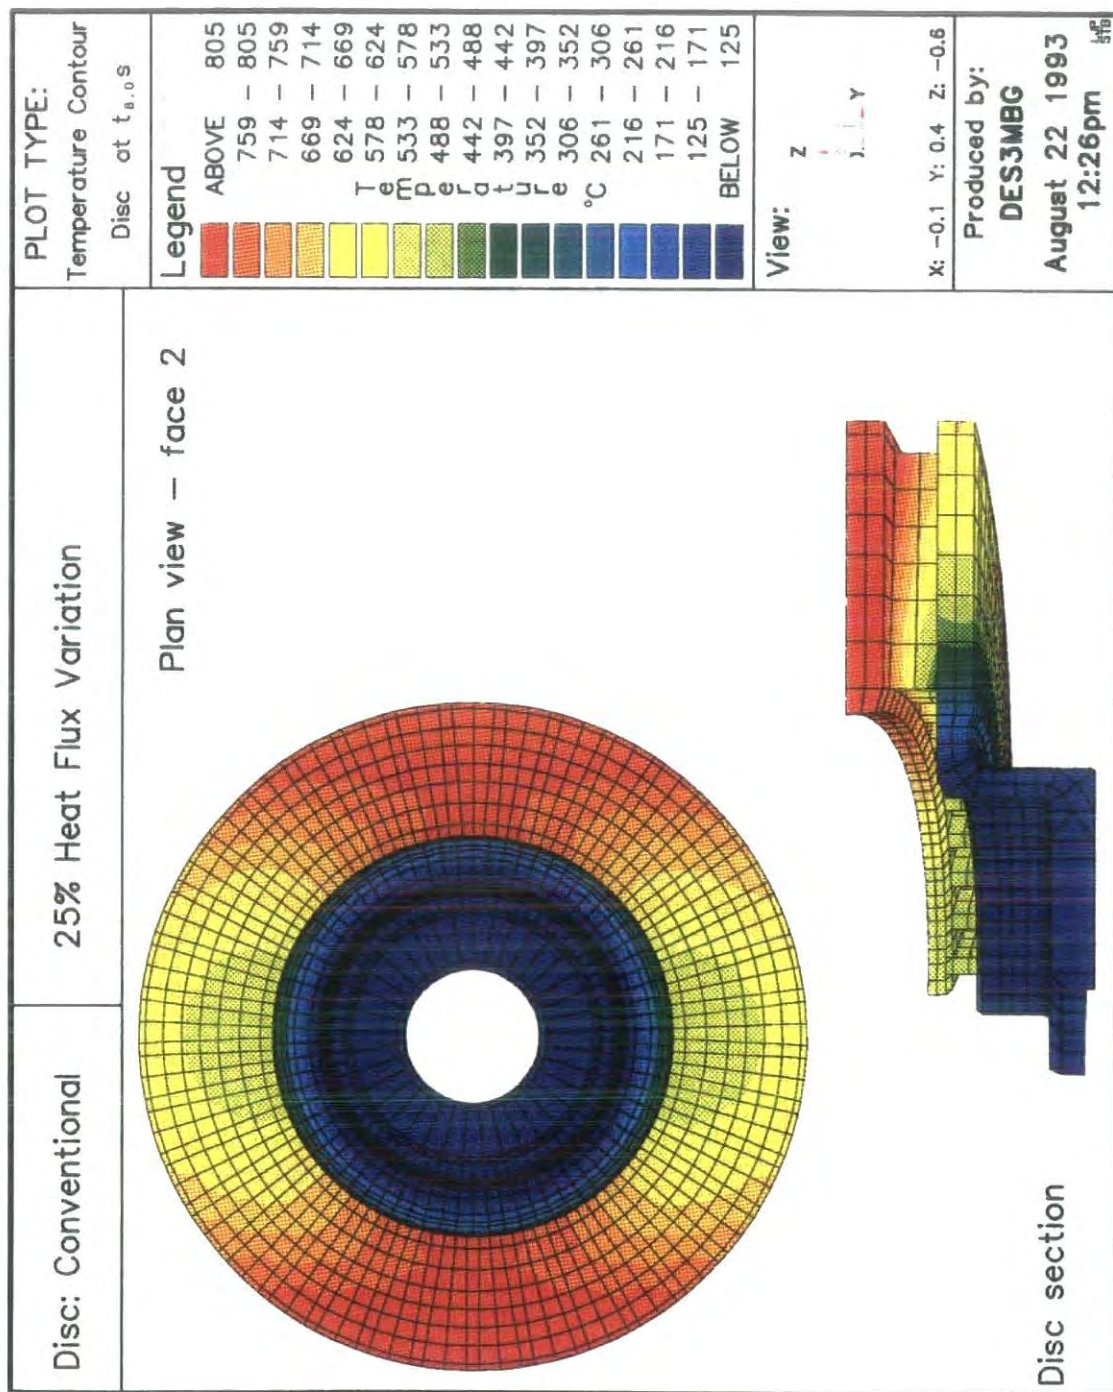 Disc: Conventional
25% Heat Flux Variation
Plan view – face 2
Disc section
PLOT TYPE:
Temperature Contour
Disc at t8.0s
Legend
ABOVE 805
759 – 805
714 – 759
669 – 714
624 – 669
578 – 624
533 – 578
488 – 533
442 – 488
397 – 442
352 – 397
306 – 352
261 – 306
216 – 261
171 – 216
125 – 171
BELOW 125
Temperature °C
View:
Z
Y
X: -0.1 Y: 0.4 Z: -0.6
Produced by:
DES3MBG
August 22 1993
12:26pm